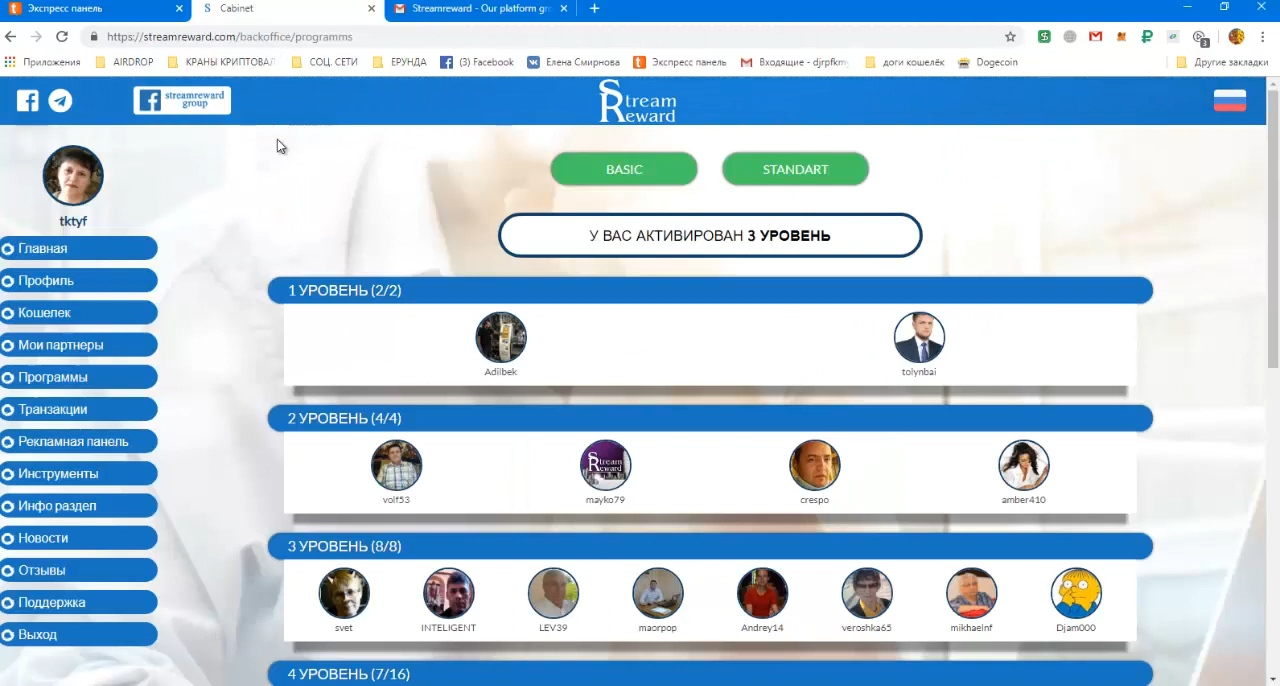 Экспресс панель
S Cabinet
Streamreward - Our platform gr
https://streamreward.com/backoffice/programms
3
Приложения
AIRDROP
КРАНЫ КРИПТОВАЛ
СОЦ. СЕТИ
ЕРУНДА
(3) Facebook
Елена Смирнова
Экспресс панель
Входящие - djrpfkm
доги кошелёк
Dogecoin
Другие закладки
streamreward
group
Stream
Reward
tktyf
Главная
Профиль
Кошелек
Мои партнеры
Программы
Транзакции
Рекламная панель
Инструменты
Инфо раздел
Новости
Отзывы
Поддержка
Выход
BASIC
STANDART
У ВАС АКТИВИРОВАН 3 УРОВЕНЬ
1 УРОВЕНЬ (2/2)
Adilbek
tolynbai
2 УРОВЕНЬ (4/4)
Stream
Reward
volf53
mayko79
crespo
amber410
3 УРОВЕНЬ (8/8)
svet
INTELIGENT
LEV39
maorpop
Andrey14
veroshka65
mikhaelnf
Djam000
4 УРОВЕНЬ (7/16)